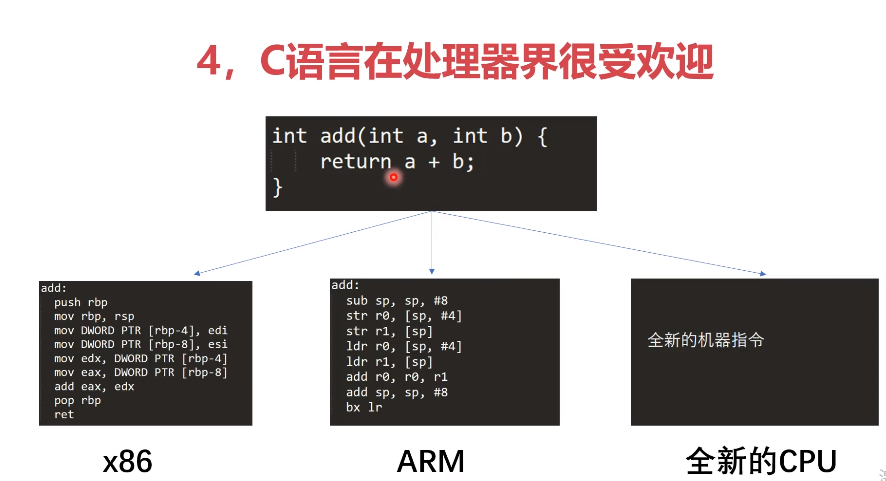 4，C语言在处理器界很受欢迎
int add(int a, int b) {
    return a + b;
}
add:
  push rbp
  mov rbp, rsp
  mov DWORD PTR [rbp-4], edi
  mov DWORD PTR [rbp-8], esi
  mov edx, DWORD PTR [rbp-4]
  mov eax, DWORD PTR [rbp-8]
  add eax, edx
  pop rbp
  ret
x86
add:
  sub sp, sp, #8
  str r0, [sp, #4]
  str r1, [sp]
  ldr r0, [sp, #4]
  ldr r1, [sp]
  add r0, r0, r1
  add sp, sp, #8
  bx lr
ARM
全新的机器指令
全新的CPU